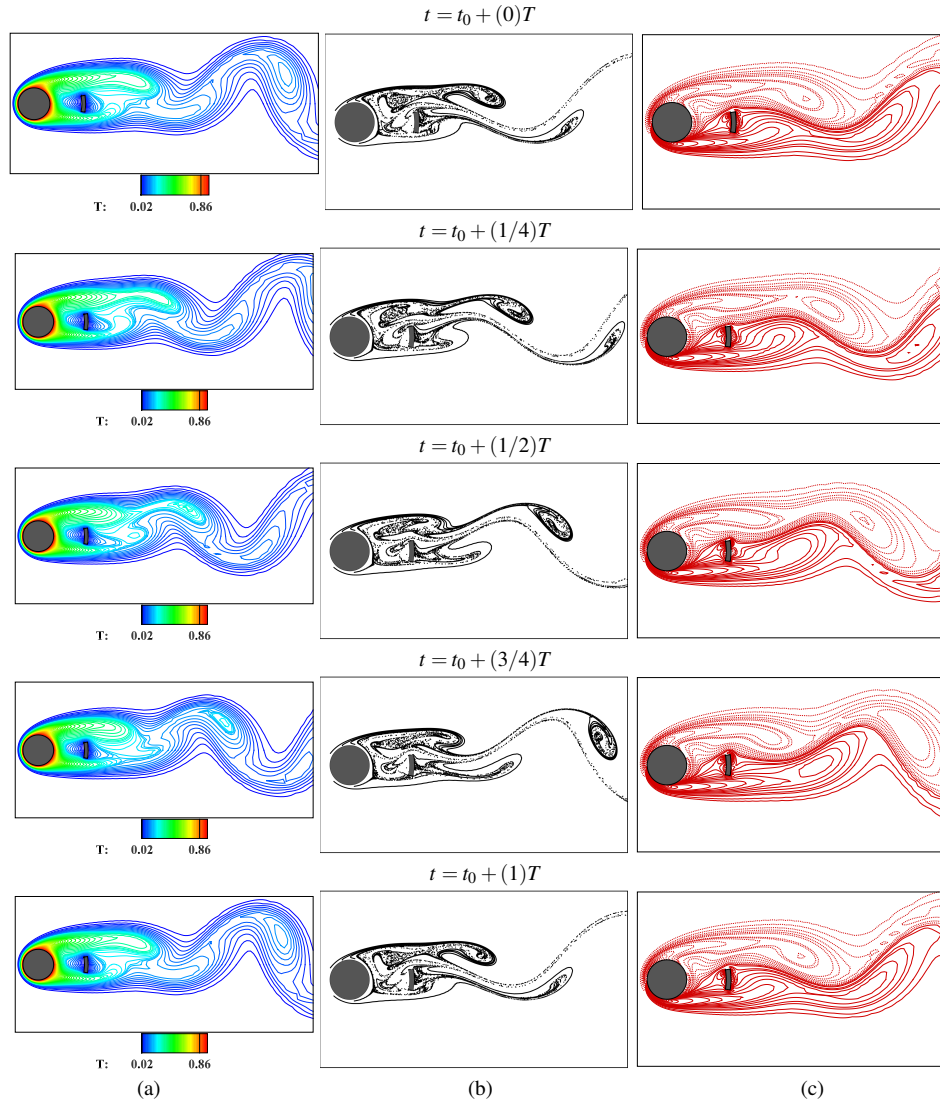 t = t₀ + (0)T
T: 0.02 0.86
t = t₀ + (1/4)T
T: 0.02 0.86
t = t₀ + (1/2)T
T: 0.02 0.86
t = t₀ + (3/4)T
T: 0.02 0.86
t = t₀ + (1)T
T: 0.02 0.86
(a) (b) (c)